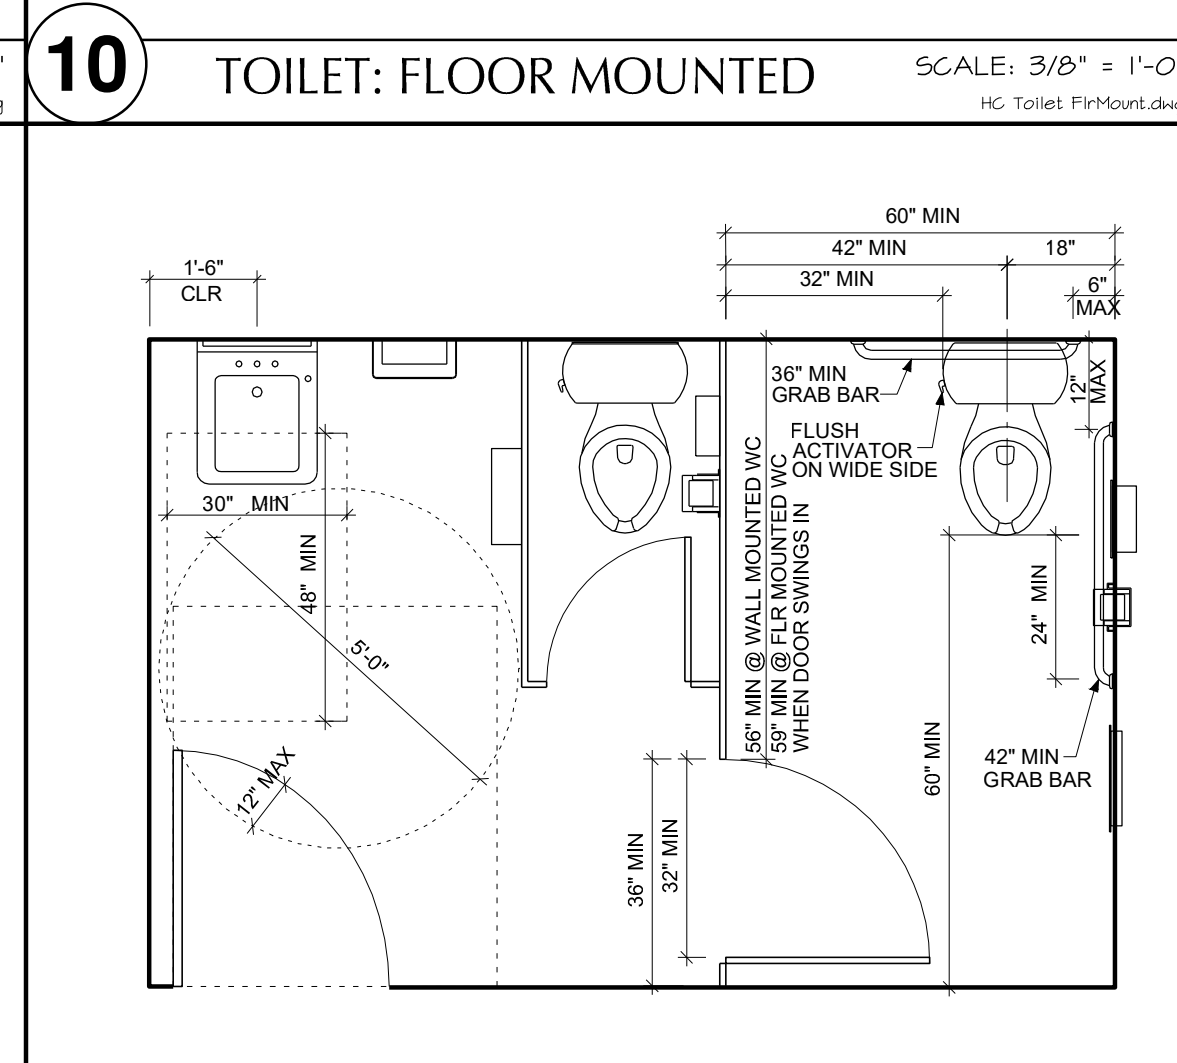 10
TOILET: FLOOR MOUNTED
SCALE: 3/8" = 1'-0
HC Toilet FlrMount.dwg
60" MIN
42" MIN
18"
32" MIN
6"
MAX
1'-6"
CLR
12"
MAX
36" MIN
GRAB BAR
FLUSH
ACTIVATOR
ON WIDE SIDE
30" MIN
48" MIN
5'-0"
12" MAX
56" MIN @ WALL MOUNTED WC
59" MIN @ FLR MOUNTED WC
WHEN DOOR SWINGS IN
24" MIN
60" MIN
42" MIN
GRAB BAR
36" MIN
32" MIN